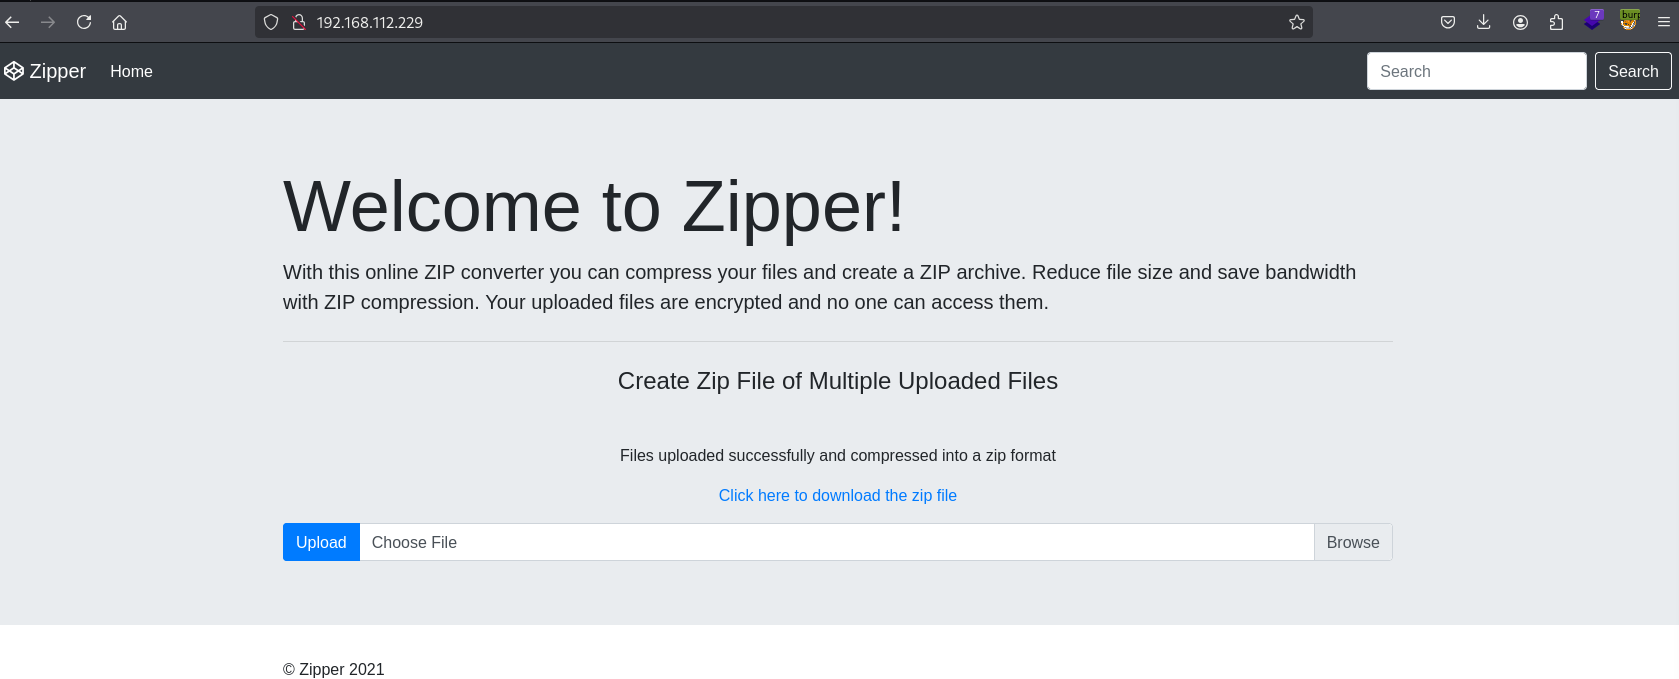 192.168.112.229
7
burp
Zipper
Home
Search
Search
Welcome to Zipper!
With this online ZIP converter you can compress your files and create a ZIP archive. Reduce file size and save bandwidth
with ZIP compression. Your uploaded files are encrypted and no one can access them.
Create Zip File of Multiple Uploaded Files
Files uploaded successfully and compressed into a zip format
Click here to download the zip file
Upload
Choose File
Browse
© Zipper 2021